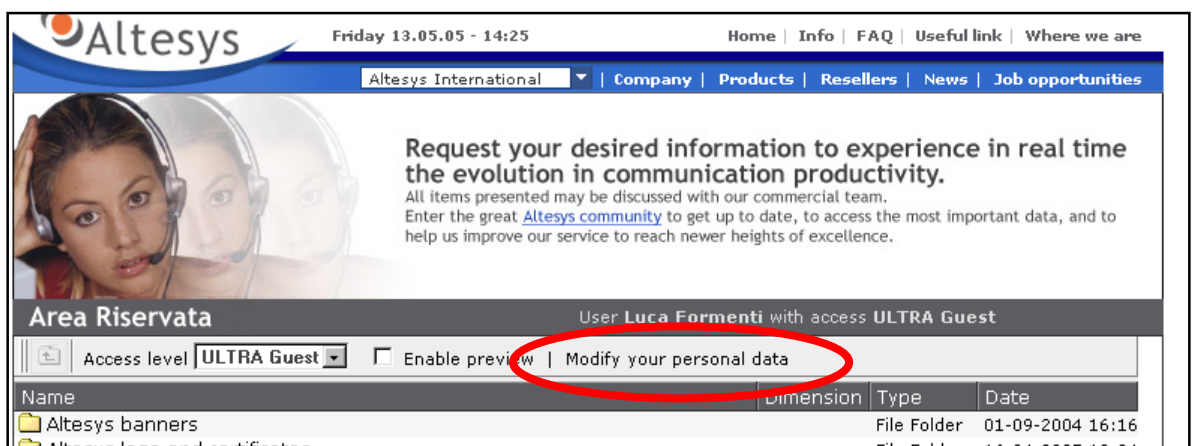 Altesys
Friday 13.05.05 - 14:25
Home | Info | FAQ | Useful link | Where we are
Altesys International | Company | Products | Resellers | News | Job opportunities
Request your desired information to experience in real time
the evolution in communication productivity.
All items presented may be discussed with our commercial team.
Enter the great Altesys community to get up to date, to access the most important data, and to
help us improve our service to reach newer heights of excellence.
Area Riservata
User Luca Formenti with access ULTRA Guest
Access level ULTRA Guest Enable preview | Modify your personal data
Name Dimension Type Date
Altesys banners File Folder 01-09-2004 16:16